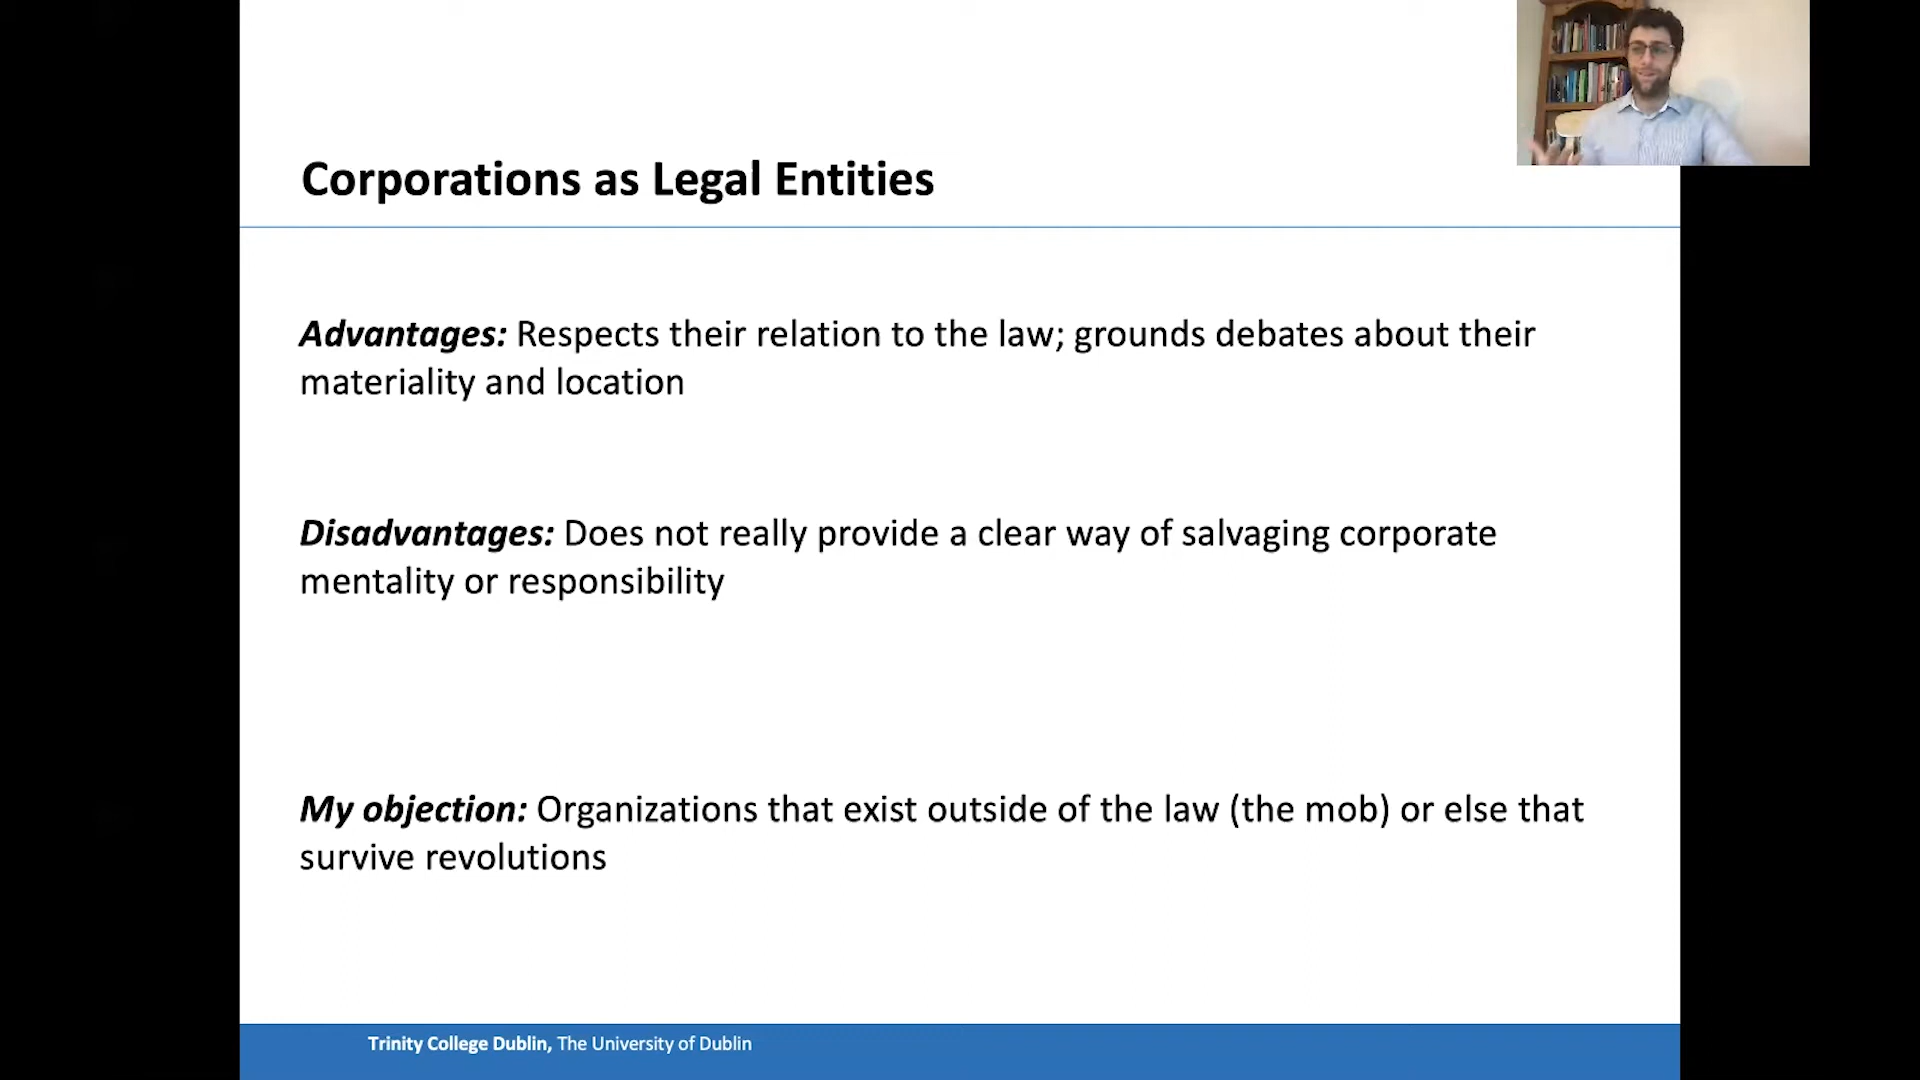 Corporations as Legal Entities
Advantages: Respects their relation to the law; grounds debates about their
materiality and location
Disadvantages: Does not really provide a clear way of salvaging corporate
mentality or responsibility
My objection: Organizations that exist outside of the law (the mob) or else that
survive revolutions
Trinity College Dublin, The University of Dublin